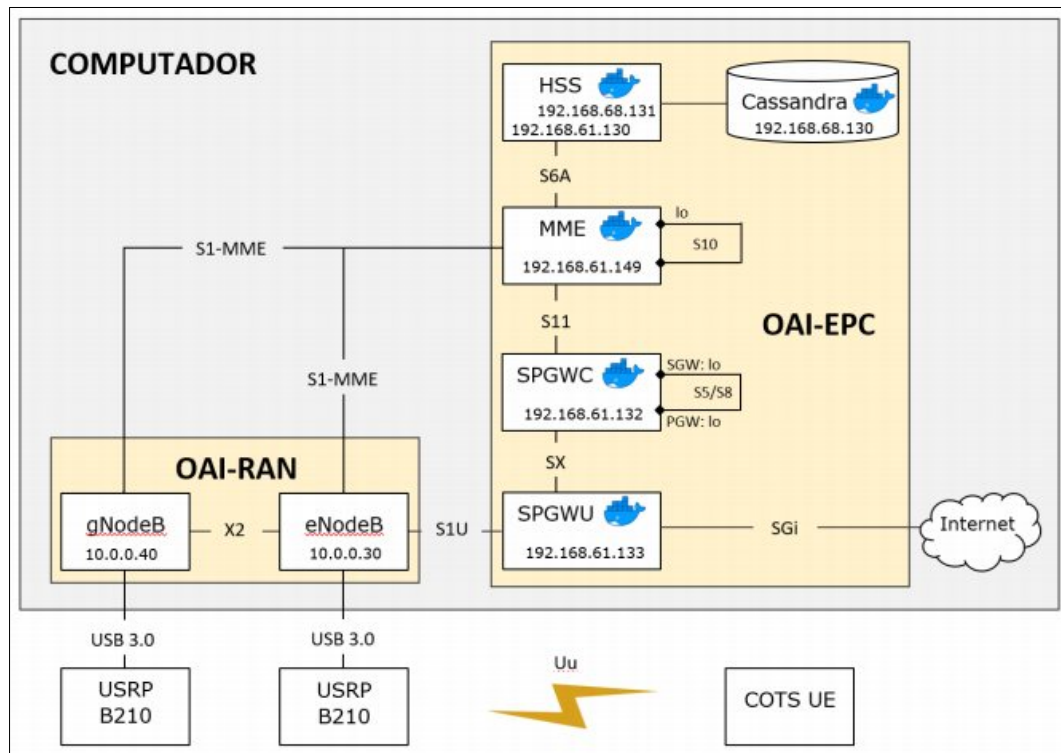 COMPUTADOR
HSS
192.168.68.131
192.168.61.130
Cassandra
192.168.68.130
S6A
MME
192.168.61.149
lo
S10
S1-MME
S11
OAI-EPC
SPGWC
192.168.61.132
SGW: lo
S5/S8
PGW: lo
S1-MME
SX
OAI-RAN
gNodeB
10.0.0.40
X2
eNodeB
10.0.0.30
S1U
SPGWU
192.168.61.133
SGi
Internet
USB 3.0
USB 3.0
USRP
B210
USRP
B210
Uu
COTS UE